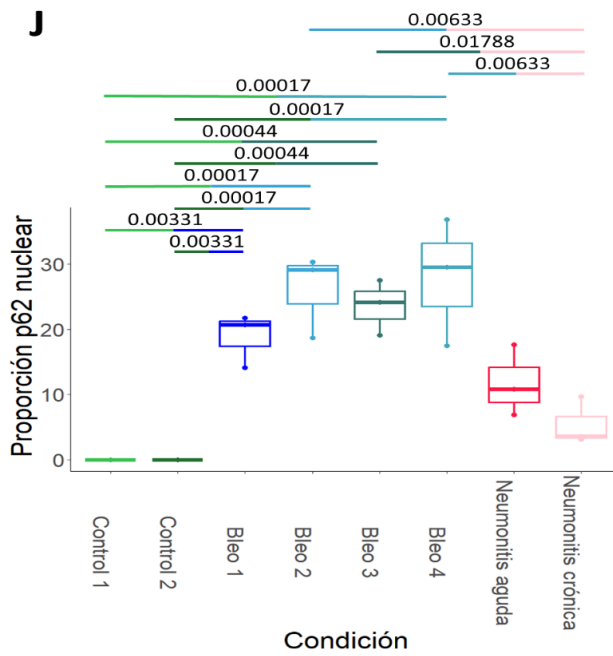 J
0.00633
0.01788
0.00633
0.00017
0.00017
0.00044
0.00044
0.00017
0.00017
0.00331
0.00331
Proporción p62 nuclear
30
20
10
0
Control 1
Control 2
Bleo 1
Bleo 2
Bleo 3
Bleo 4
Neumonitis aguda
Neumonitis crónica
Condición